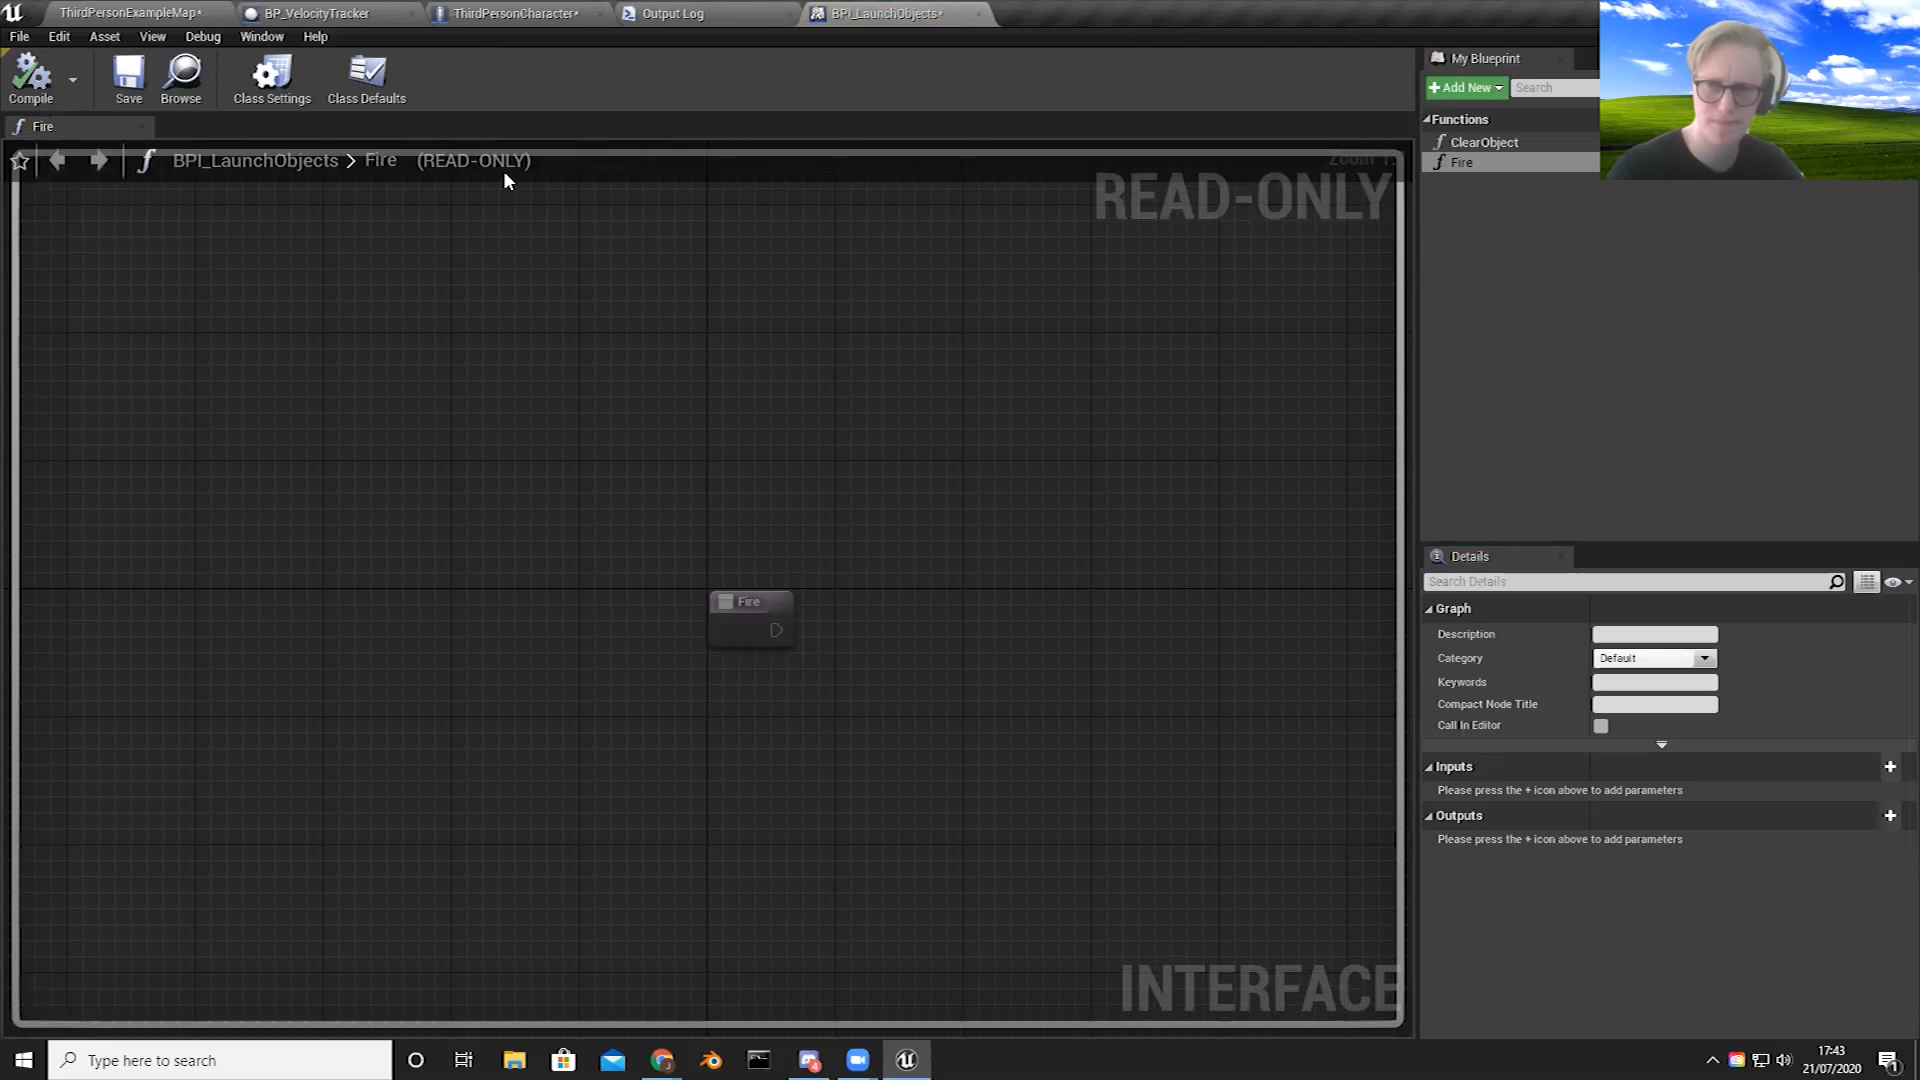 ThirdPersonExampleMap*
BP_VelocityTracker
ThirdPersonCharacter*
Output Log
BPI_LaunchObjects*
File Edit Asset View Debug Window Help
Compile
Save
Browse
Class Settings
Class Defaults
My Blueprint
+ Add New
Search
Functions
ClearObject
Fire
Fire
BPI_LaunchObjects > Fire (READ-ONLY)
READ-ONLY
Fire
INTERFACE
Details
Search Details
Graph
Description
Category Default
Keywords
Compact Node Title
Call In Editor
Inputs
Please press the + icon above to add parameters
Outputs
Please press the + icon above to add parameters
Type here to search
17:43
21/07/2020